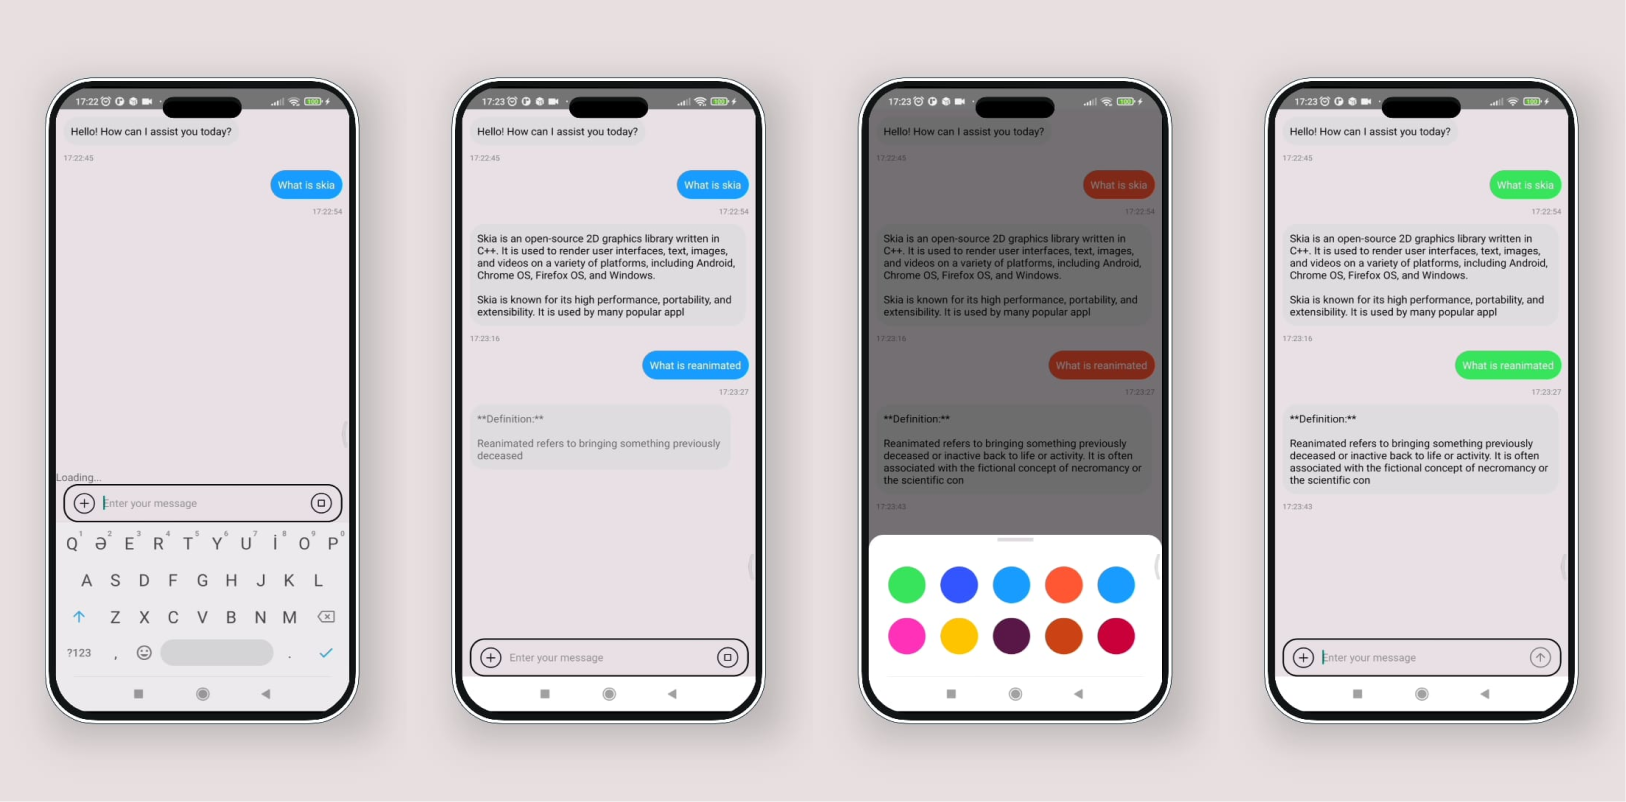 17:22
100
Hello! How can I assist you today?
17:22:45
What is skia
17:22:54
Loading...
Enter your message
Q1 Ə2 E3 R4 T5 Y6 U7 İ8 O9 P0
A S D F G H J K L
Z X C V B N M
?123 , .
17:23
100
Hello! How can I assist you today?
17:22:45
What is skia
17:22:54
Skia is an open-source 2D graphics library written in
C++. It is used to render user interfaces, text, images,
and videos on a variety of platforms, including Android,
Chrome OS, Firefox OS, and Windows.
Skia is known for its high performance, portability, and
extensibility. It is used by many popular appl
17:23:16
What is reanimated
17:23:27
**Definition:**
Reanimated refers to bringing something previously
deceased
Enter your message
17:23
100
Hello! How can I assist you today?
17:22:45
What is skia
17:22:54
Skia is an open-source 2D graphics library written in
C++. It is used to render user interfaces, text, images,
and videos on a variety of platforms, including Android,
Chrome OS, Firefox OS, and Windows.
Skia is known for its high performance, portability, and
extensibility. It is used by many popular appl
17:23:16
What is reanimated
17:23:27
**Definition:**
Reanimated refers to bringing something previously
deceased or inactive back to life or activity. It is often
associated with the fictional concept of necromancy or
the scientific con
17:23:43
17:23
100
Hello! How can I assist you today?
17:22:45
What is skia
17:22:54
Skia is an open-source 2D graphics library written in
C++. It is used to render user interfaces, text, images,
and videos on a variety of platforms, including Android,
Chrome OS, Firefox OS, and Windows.
Skia is known for its high performance, portability, and
extensibility. It is used by many popular appl
17:23:16
What is reanimated
17:23:27
**Definition:**
Reanimated refers to bringing something previously
deceased or inactive back to life or activity. It is often
associated with the fictional concept of necromancy or
the scientific con
17:23:43
Enter your message